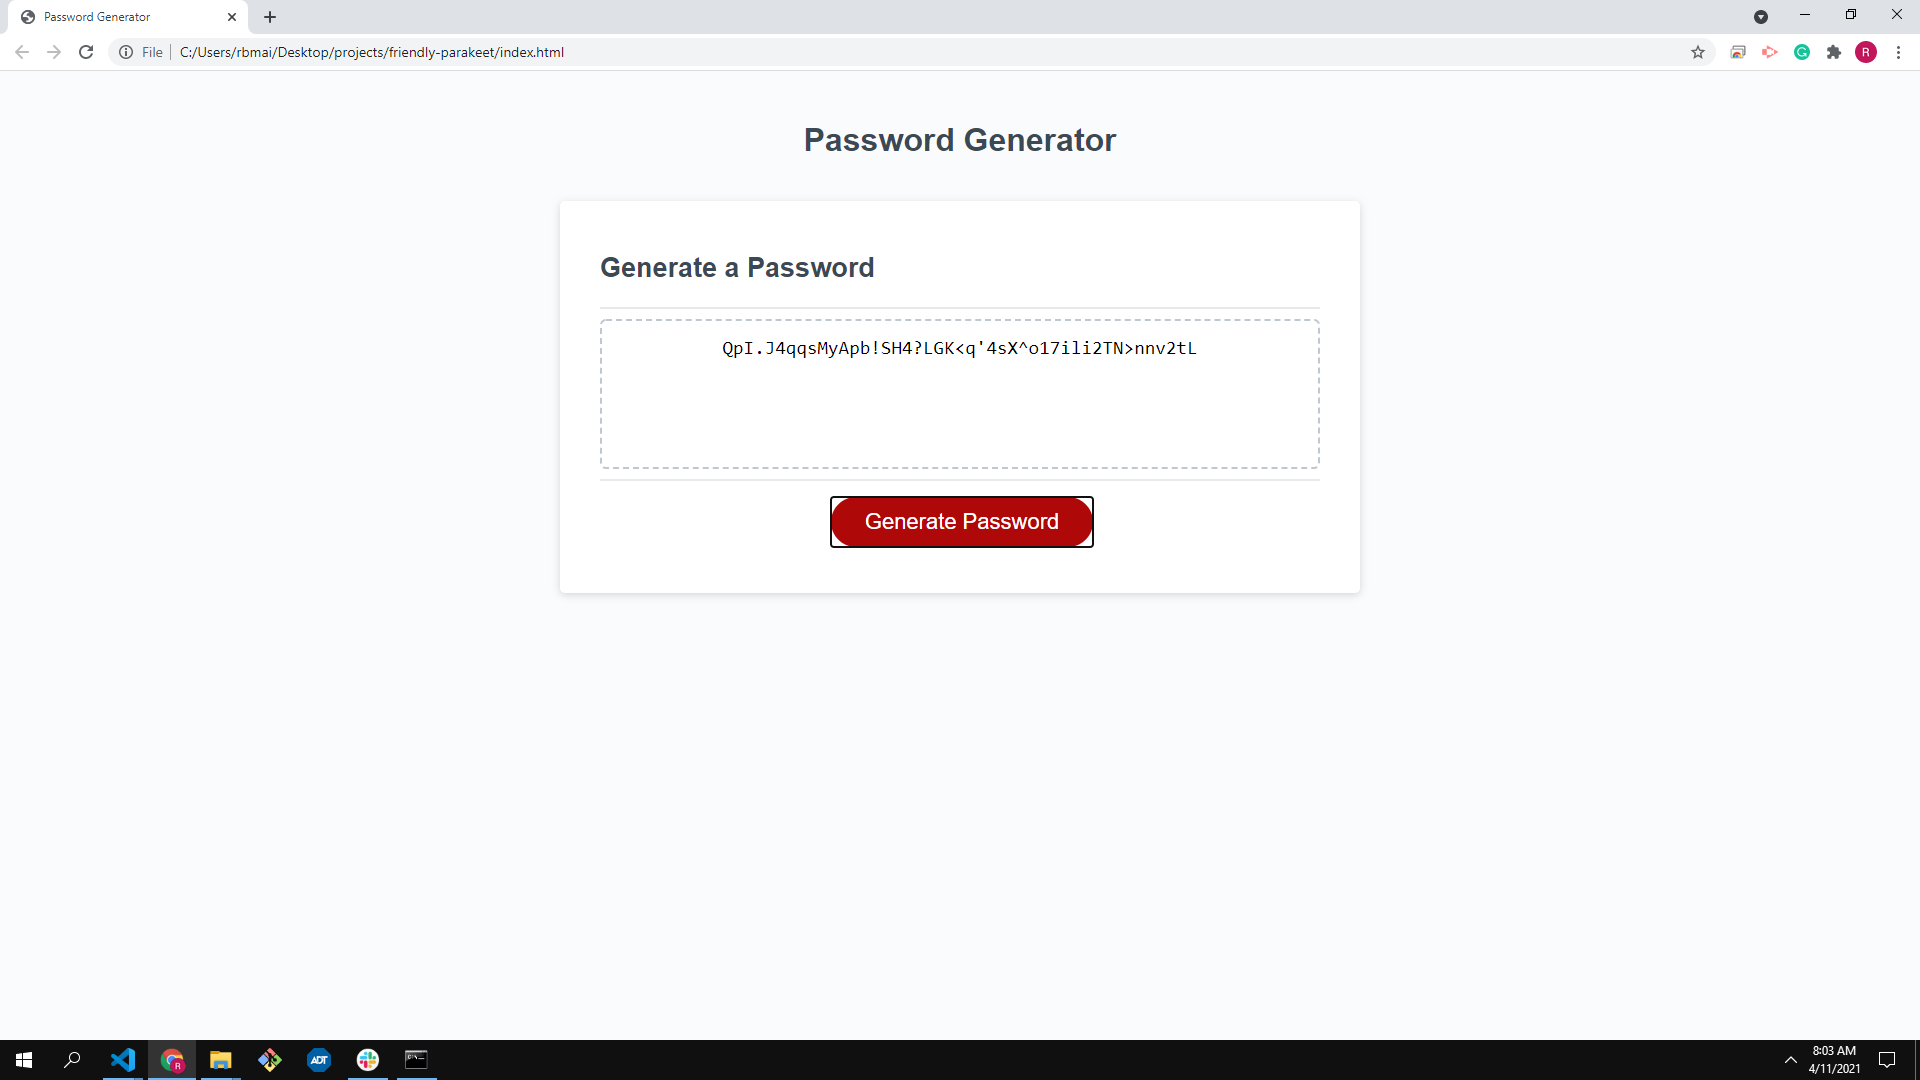 Password Generator
File
C:/Users/rbmai/Desktop/projects/friendly-parakeet/index.html
R
Password Generator
Generate a Password
QpI.J4qqsMyApb!SH4?LGK<q'4sX^o17ili2TN>nnv2tL
Generate Password
R
ADT
8:03 AM
4/11/2021